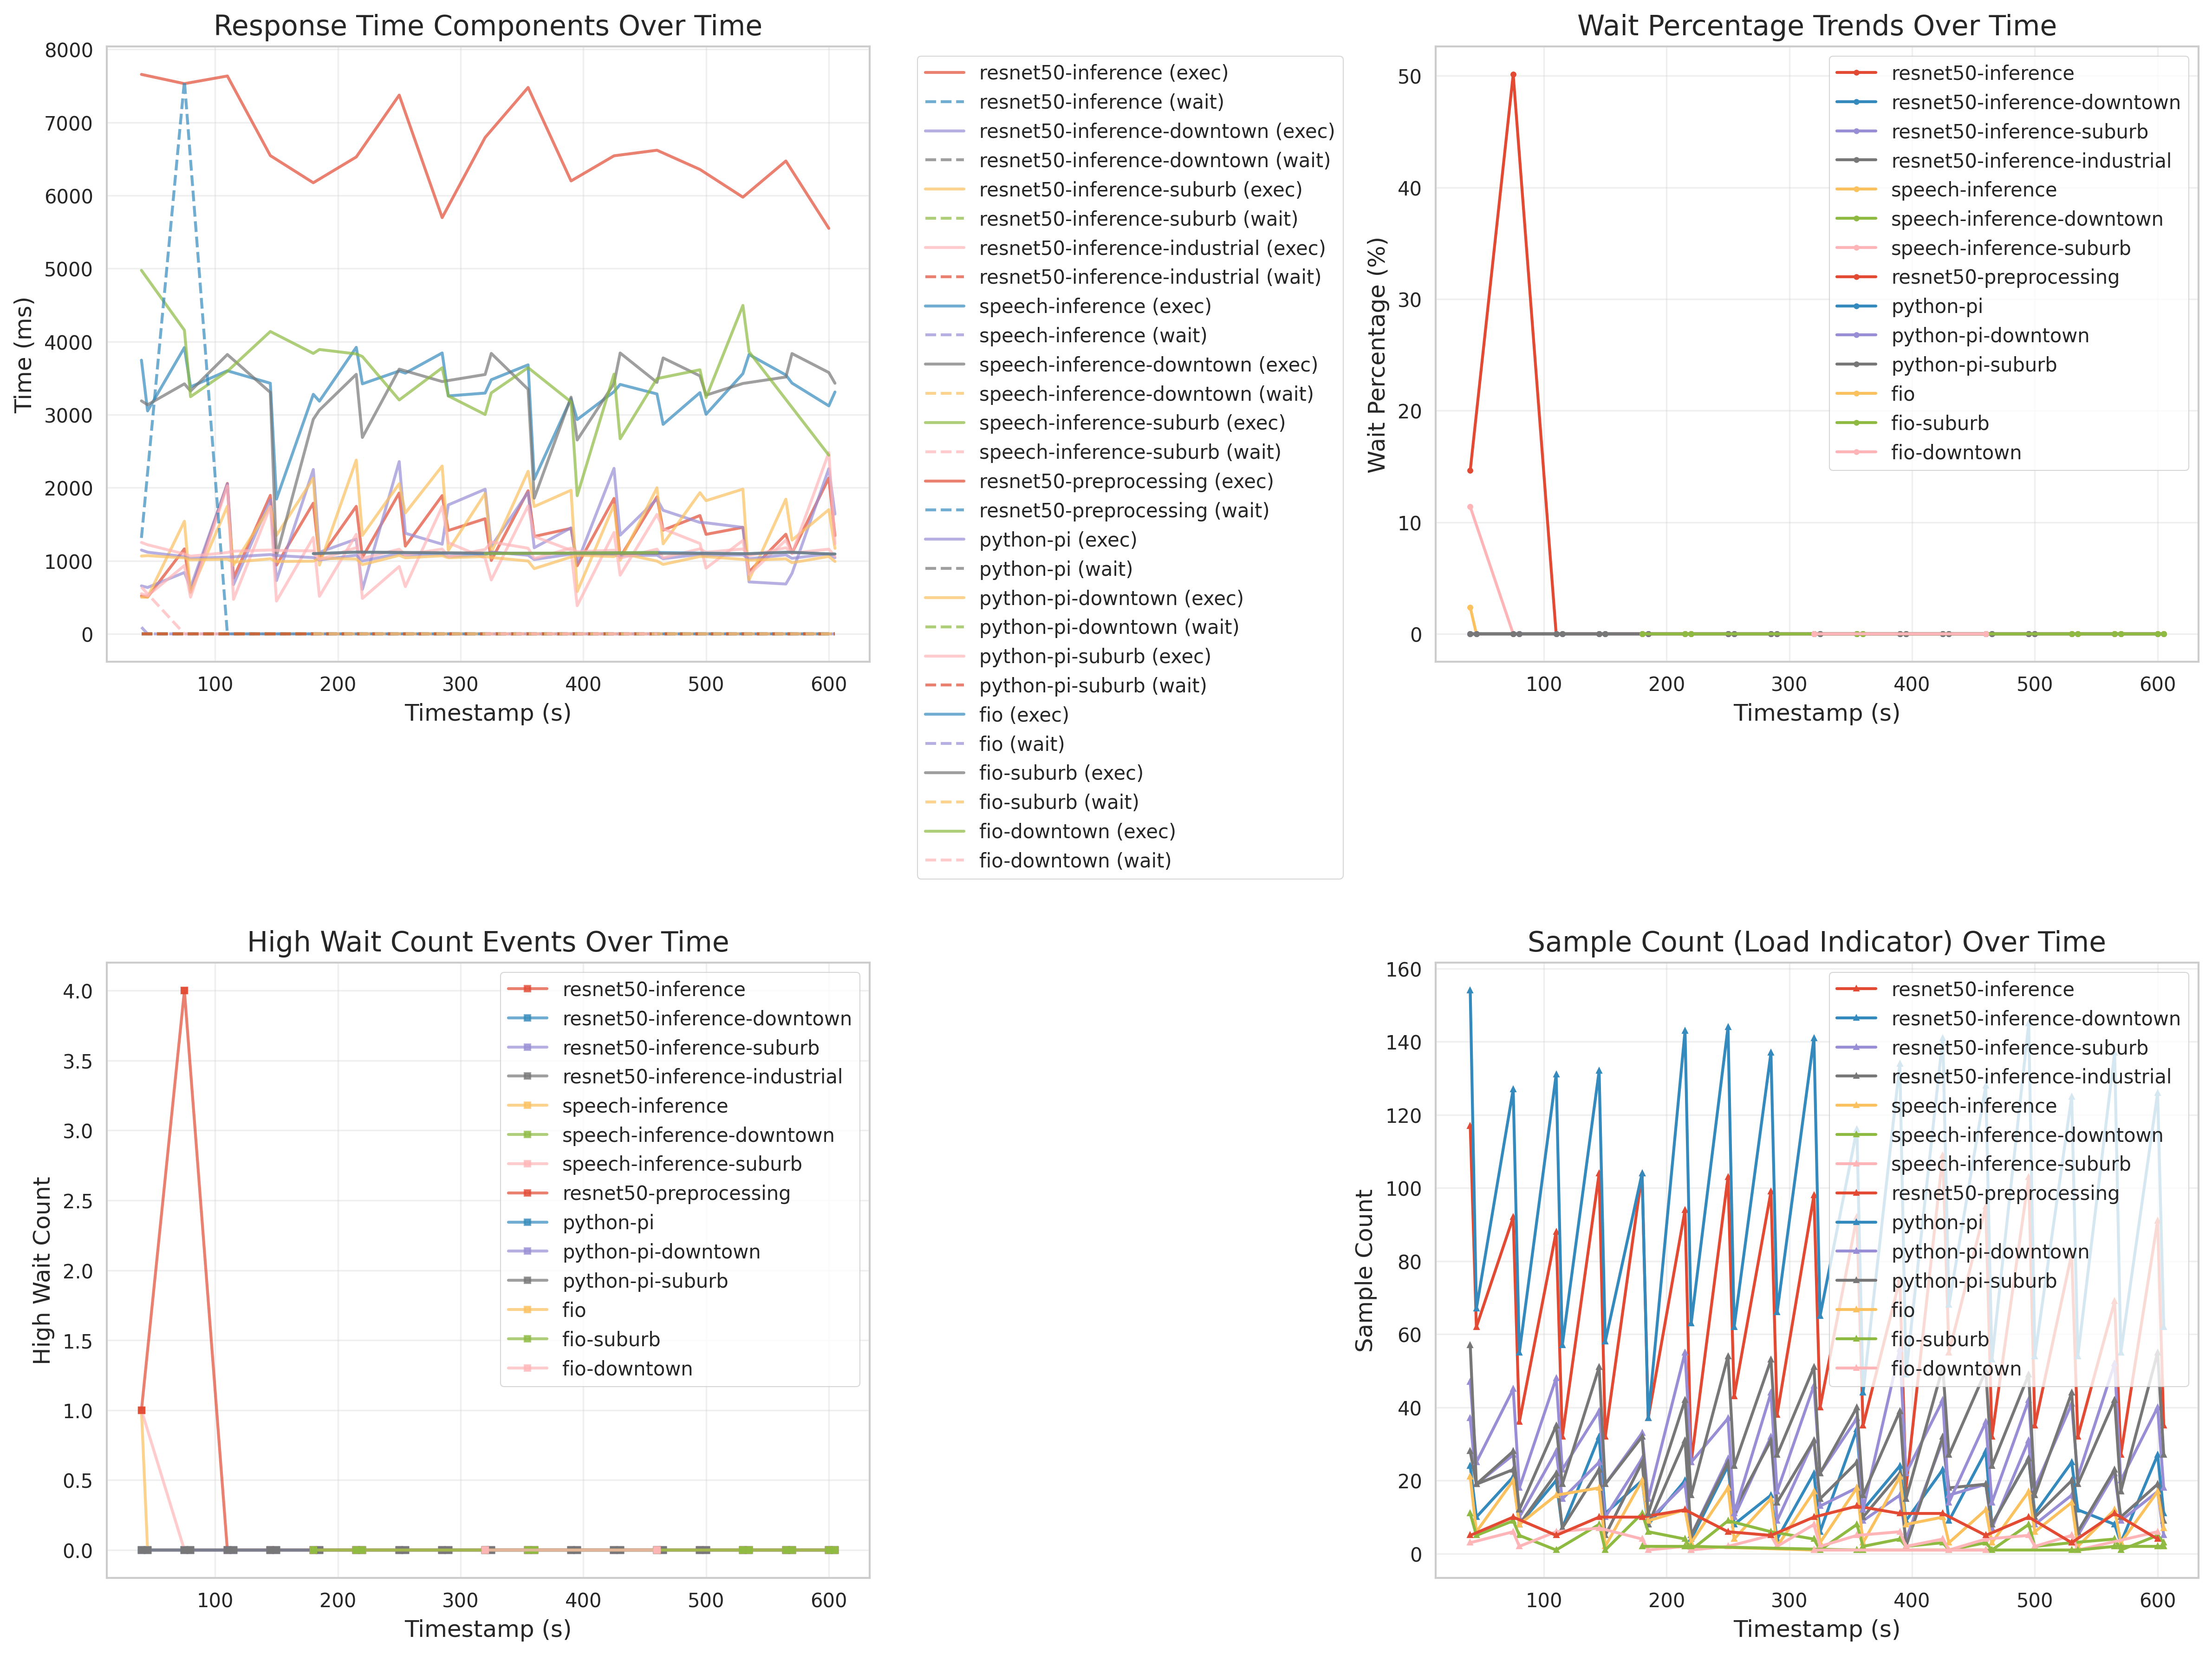 Response Time Components Over Time
8000
7000
6000
5000
4000
3000
2000
1000
0
Time (ms)
100 200 300 400 500 600
Timestamp (s)
resnet50-inference (exec)
resnet50-inference (wait)
resnet50-inference-downtown (exec)
resnet50-inference-downtown (wait)
resnet50-inference-suburb (exec)
resnet50-inference-suburb (wait)
resnet50-inference-industrial (exec)
resnet50-inference-industrial (wait)
speech-inference (exec)
speech-inference (wait)
speech-inference-downtown (exec)
speech-inference-downtown (wait)
speech-inference-suburb (exec)
speech-inference-suburb (wait)
resnet50-preprocessing (exec)
resnet50-preprocessing (wait)
python-pi (exec)
python-pi (wait)
python-pi-downtown (exec)
python-pi-downtown (wait)
python-pi-suburb (exec)
python-pi-suburb (wait)
fio (exec)
fio (wait)
fio-suburb (exec)
fio-suburb (wait)
fio-downtown (exec)
fio-downtown (wait)
Wait Percentage Trends Over Time
50
40
30
20
10
0
Wait Percentage (%)
100 200 300 400 500 600
Timestamp (s)
resnet50-inference
resnet50-inference-downtown
resnet50-inference-suburb
resnet50-inference-industrial
speech-inference
speech-inference-downtown
speech-inference-suburb
resnet50-preprocessing
python-pi
python-pi-downtown
python-pi-suburb
fio
fio-suburb
fio-downtown
High Wait Count Events Over Time
4.0
3.5
3.0
2.5
2.0
1.5
1.0
0.5
0.0
High Wait Count
100 200 300 400 500 600
Timestamp (s)
resnet50-inference
resnet50-inference-downtown
resnet50-inference-suburb
resnet50-inference-industrial
speech-inference
speech-inference-downtown
speech-inference-suburb
resnet50-preprocessing
python-pi
python-pi-downtown
python-pi-suburb
fio
fio-suburb
fio-downtown
Sample Count (Load Indicator) Over Time
160
140
120
100
80
60
40
20
0
Sample Count
100 200 300 400 500 600
Timestamp (s)
resnet50-inference
resnet50-inference-downtown
resnet50-inference-suburb
resnet50-inference-industrial
speech-inference
speech-inference-downtown
speech-inference-suburb
resnet50-preprocessing
python-pi
python-pi-downtown
python-pi-suburb
fio
fio-suburb
fio-downtown